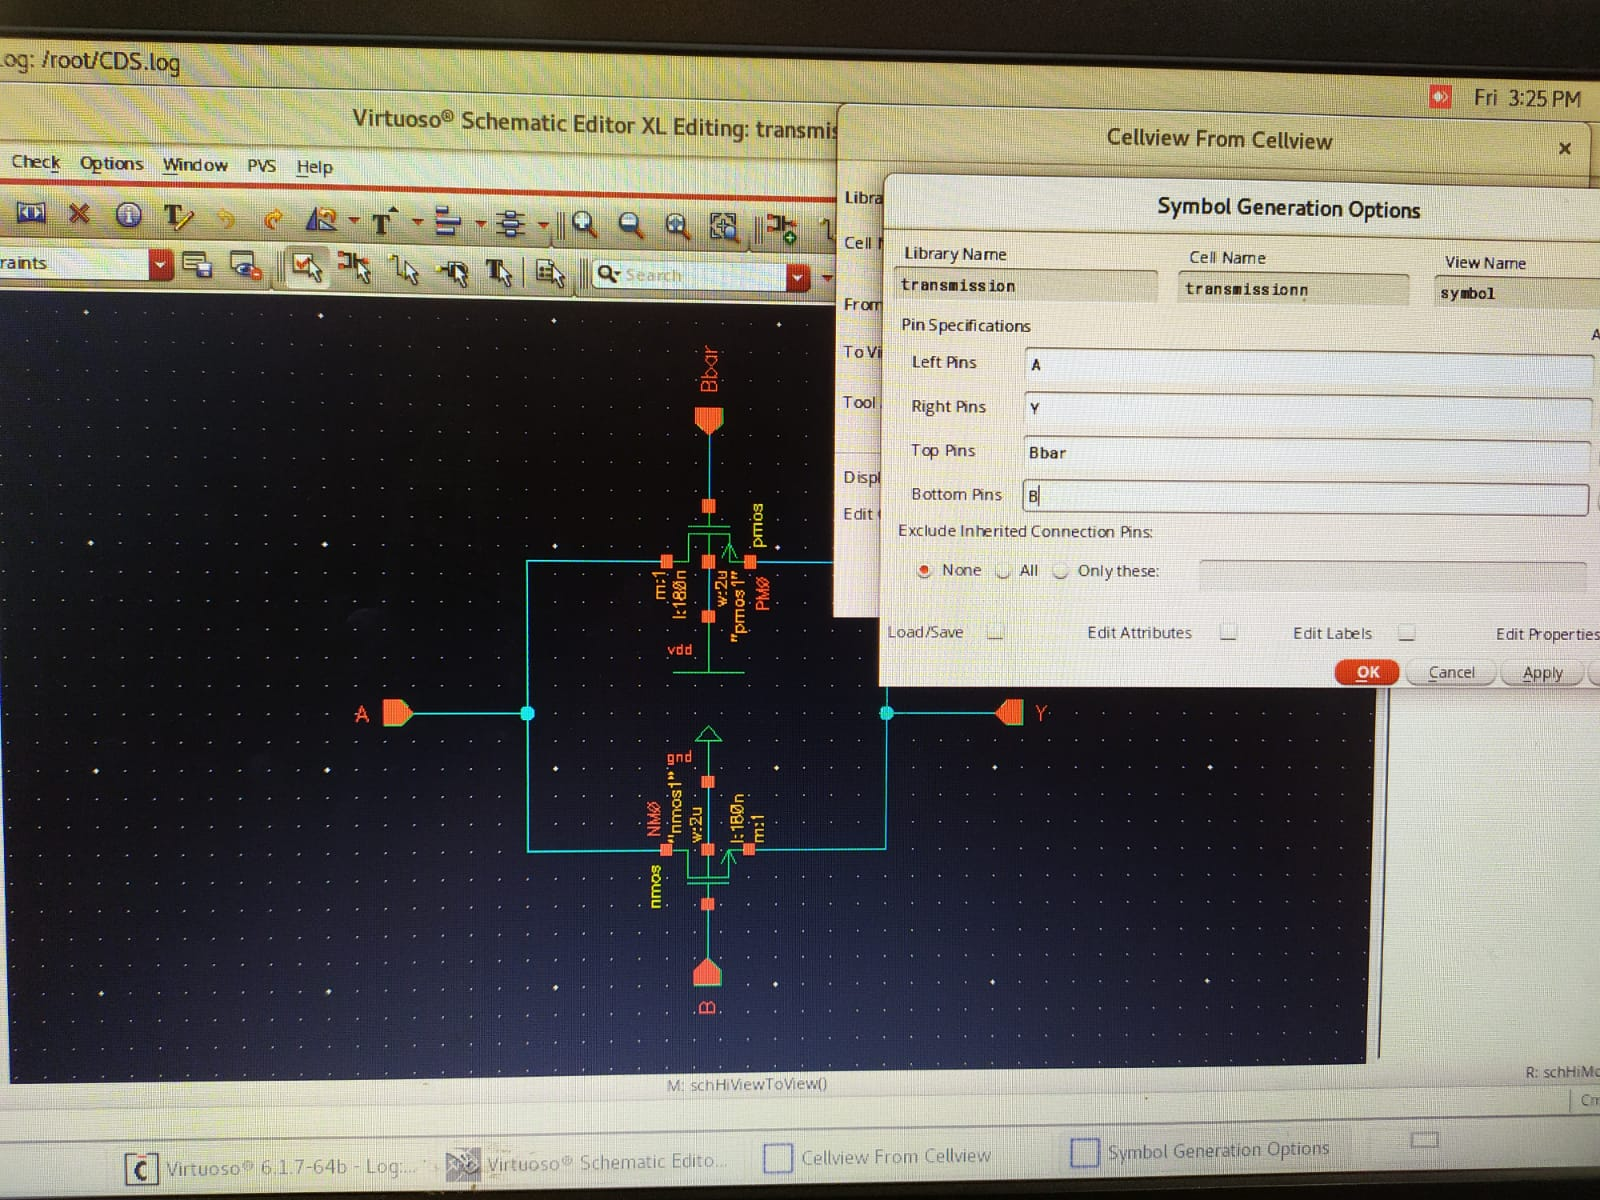 og: /root/CDS.log
Fri 3:25 PM
Virtuoso® Schematic Editor XL Editing: transmis
Cellview From Cellview
Check Options Window PVS Help
raints
Search
Libra
Cell
From
To Vi
Tool
Displ
Edit
Symbol Generation Options
Library Name
Cell Name
View Name
transmission
transmissionn
symbol
Pin Specifications
A
Left Pins
A
Right Pins
Y
Top Pins
Bbar
Bottom Pins
B
Exclude Inherited Connection Pins:
None All Only these:
Load/Save
Edit Attributes
Edit Labels
Edit Properties
OK
Cancel
Apply
Bbar
pmos
m:1
l:180n
w:2u
"pmos1"
PM0
vdd
A
Y
gnd
NM0
"nmos1"
w:2u
l:180n
m:1
nmos
B
M: schHiViewToView()
R: schHiMo
Virtuoso® 6.1.7-64b - Log:...
Virtuoso® Schematic Edito...
Cellview From Cellview
Symbol Generation Options